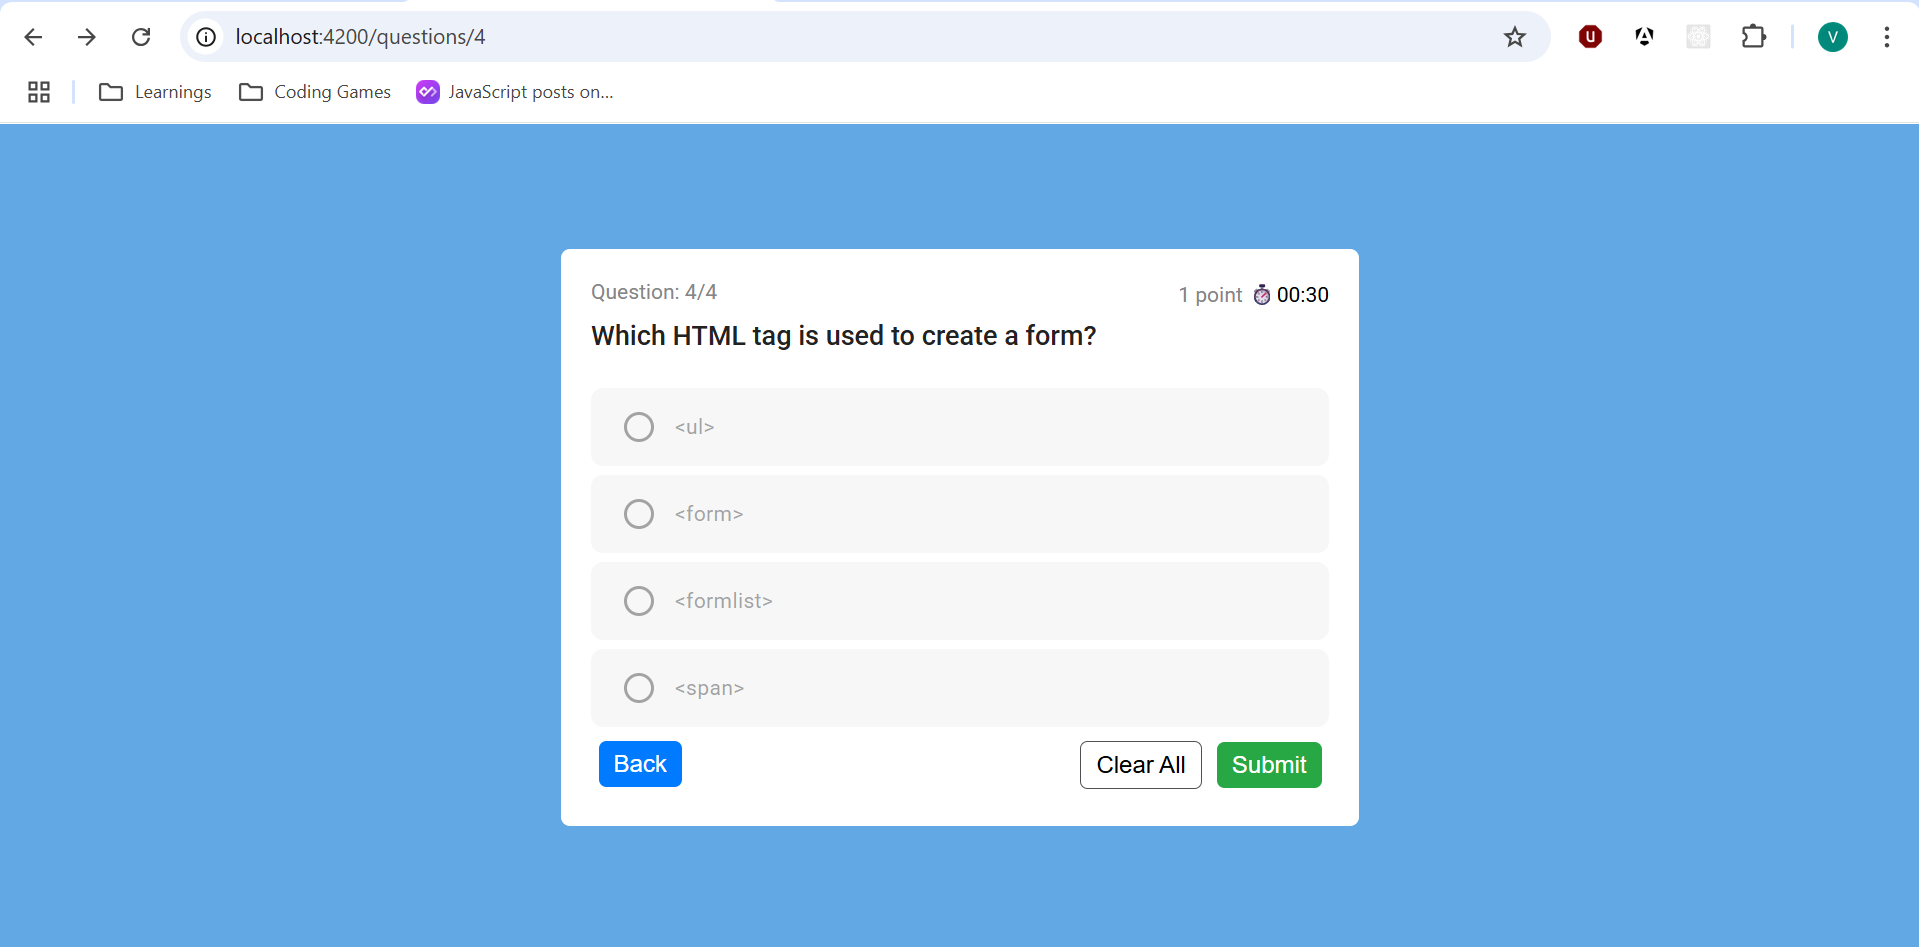 localhost:4200/questions/4
V
Learnings
Coding Games
JavaScript posts on...
Question: 4/4
1 point 00:30
Which HTML tag is used to create a form?
<ul>
<form>
<formlist>
<span>
Back
Clear All
Submit